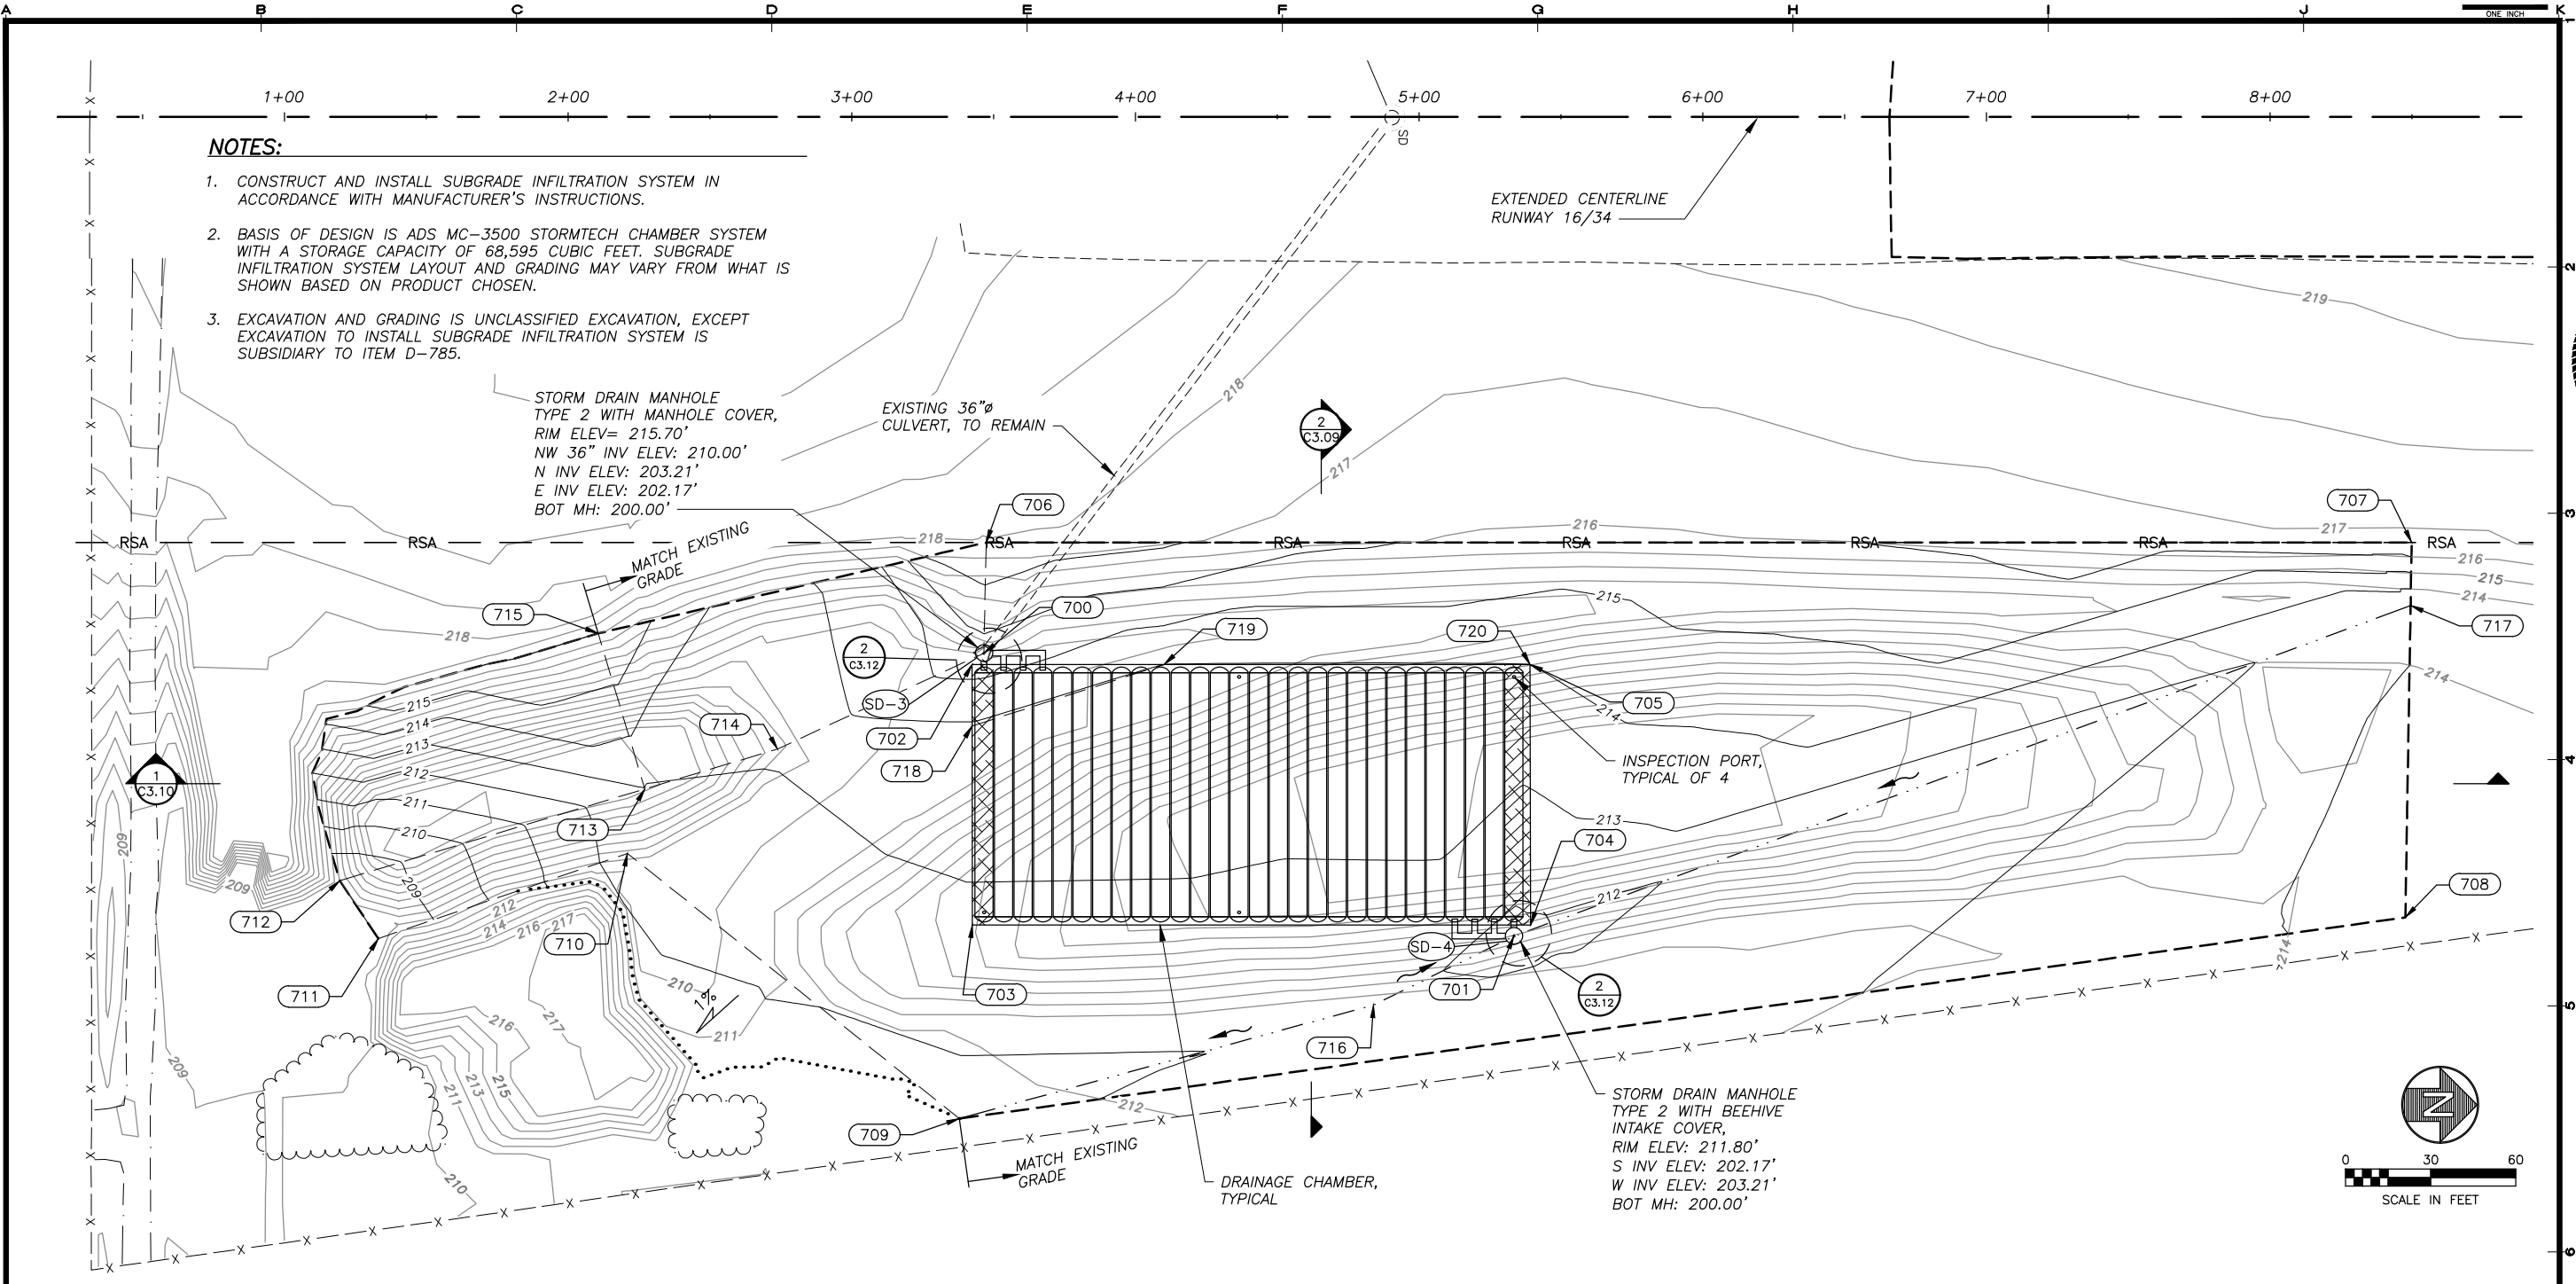 A B C D E F G H I J K
ONE INCH
1
1+00 2+00 3+00 4+00 5+00 6+00 7+00 8+00
SD
NOTES:
1. CONSTRUCT AND INSTALL SUBGRADE INFILTRATION SYSTEM IN
ACCORDANCE WITH MANUFACTURER'S INSTRUCTIONS.
2. BASIS OF DESIGN IS ADS MC-3500 STORMTECH CHAMBER SYSTEM
WITH A STORAGE CAPACITY OF 68,595 CUBIC FEET. SUBGRADE
INFILTRATION SYSTEM LAYOUT AND GRADING MAY VARY FROM WHAT IS
SHOWN BASED ON PRODUCT CHOSEN.
3. EXCAVATION AND GRADING IS UNCLASSIFIED EXCAVATION, EXCEPT
EXCAVATION TO INSTALL SUBGRADE INFILTRATION SYSTEM IS
SUBSIDIARY TO ITEM D-785.
EXTENDED CENTERLINE
RUNWAY 16/34
2
219
STORM DRAIN MANHOLE
TYPE 2 WITH MANHOLE COVER,
RIM ELEV= 215.70'
NW 36" INV ELEV: 210.00'
N INV ELEV: 203.21'
E INV ELEV: 202.17'
BOT MH: 200.00'
EXISTING 36"ø
CULVERT, TO REMAIN
218
2
C3.09
217
706
707
3
216
217
218
RSA RSA RSA RSA RSA RSA RSA RSA RSA
216
215
214
MATCH EXISTING
GRADE
715
218
700
719
720
215
717
2
C3.12
SD-3
702
718
714
705
214
214
215
214
213
212
211
210
209
INSPECTION PORT,
TYPICAL OF 4
1
C3.10
4
209
209
713
213
704
712
212
708
710
212
214
216
217
711
703
SD-4
701
2
C3.12
214
210
1%
211
5
216
217
716
209
211
213
215
212
709
MATCH EXISTING
GRADE
210
DRAINAGE CHAMBER,
TYPICAL
STORM DRAIN MANHOLE
TYPE 2 WITH BEEHIVE
INTAKE COVER,
RIM ELEV: 211.80'
S INV ELEV: 202.17'
W INV ELEV: 203.21'
BOT MH: 200.00'
N
0 30 60
SCALE IN FEET
6